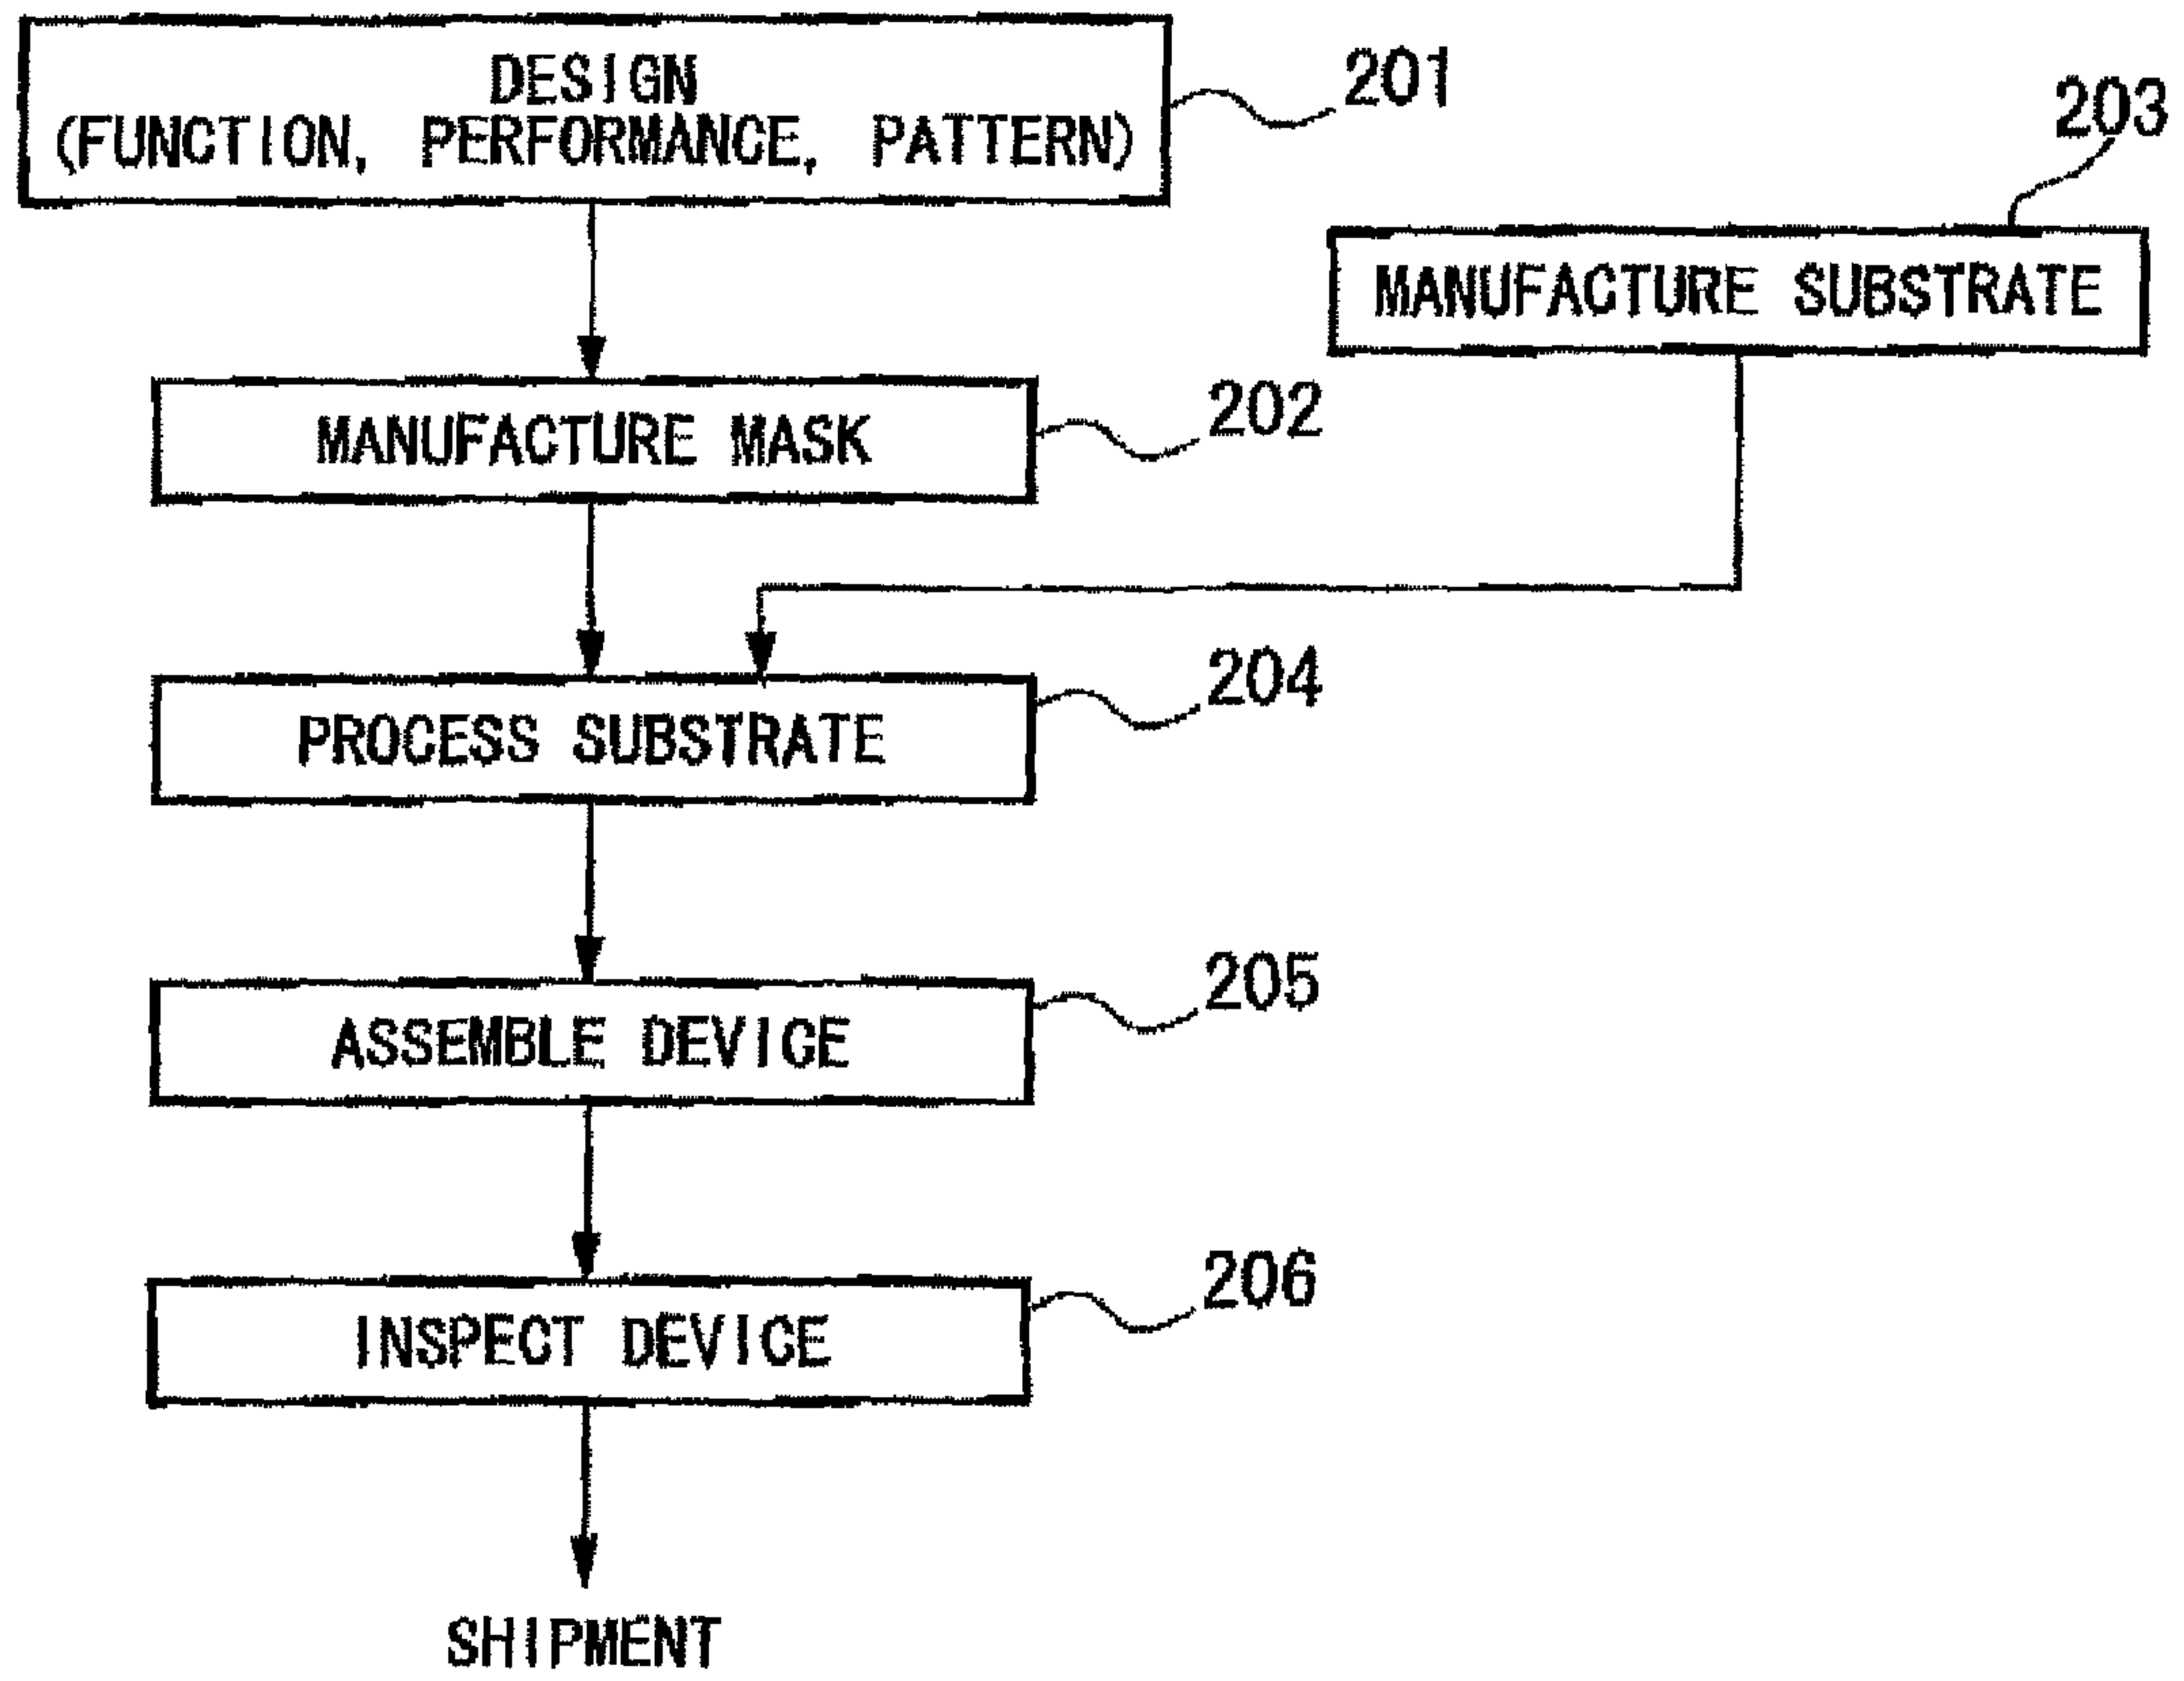 DESIGN
(FUNCTION, PERFORMANCE, PATTERN)
201
203
MANUFACTURE SUBSTRATE
MANUFACTURE MASK
202
PROCESS SUBSTRATE
204
ASSEMBLE DEVICE
205
INSPECT DEVICE
206
SHIPMENT